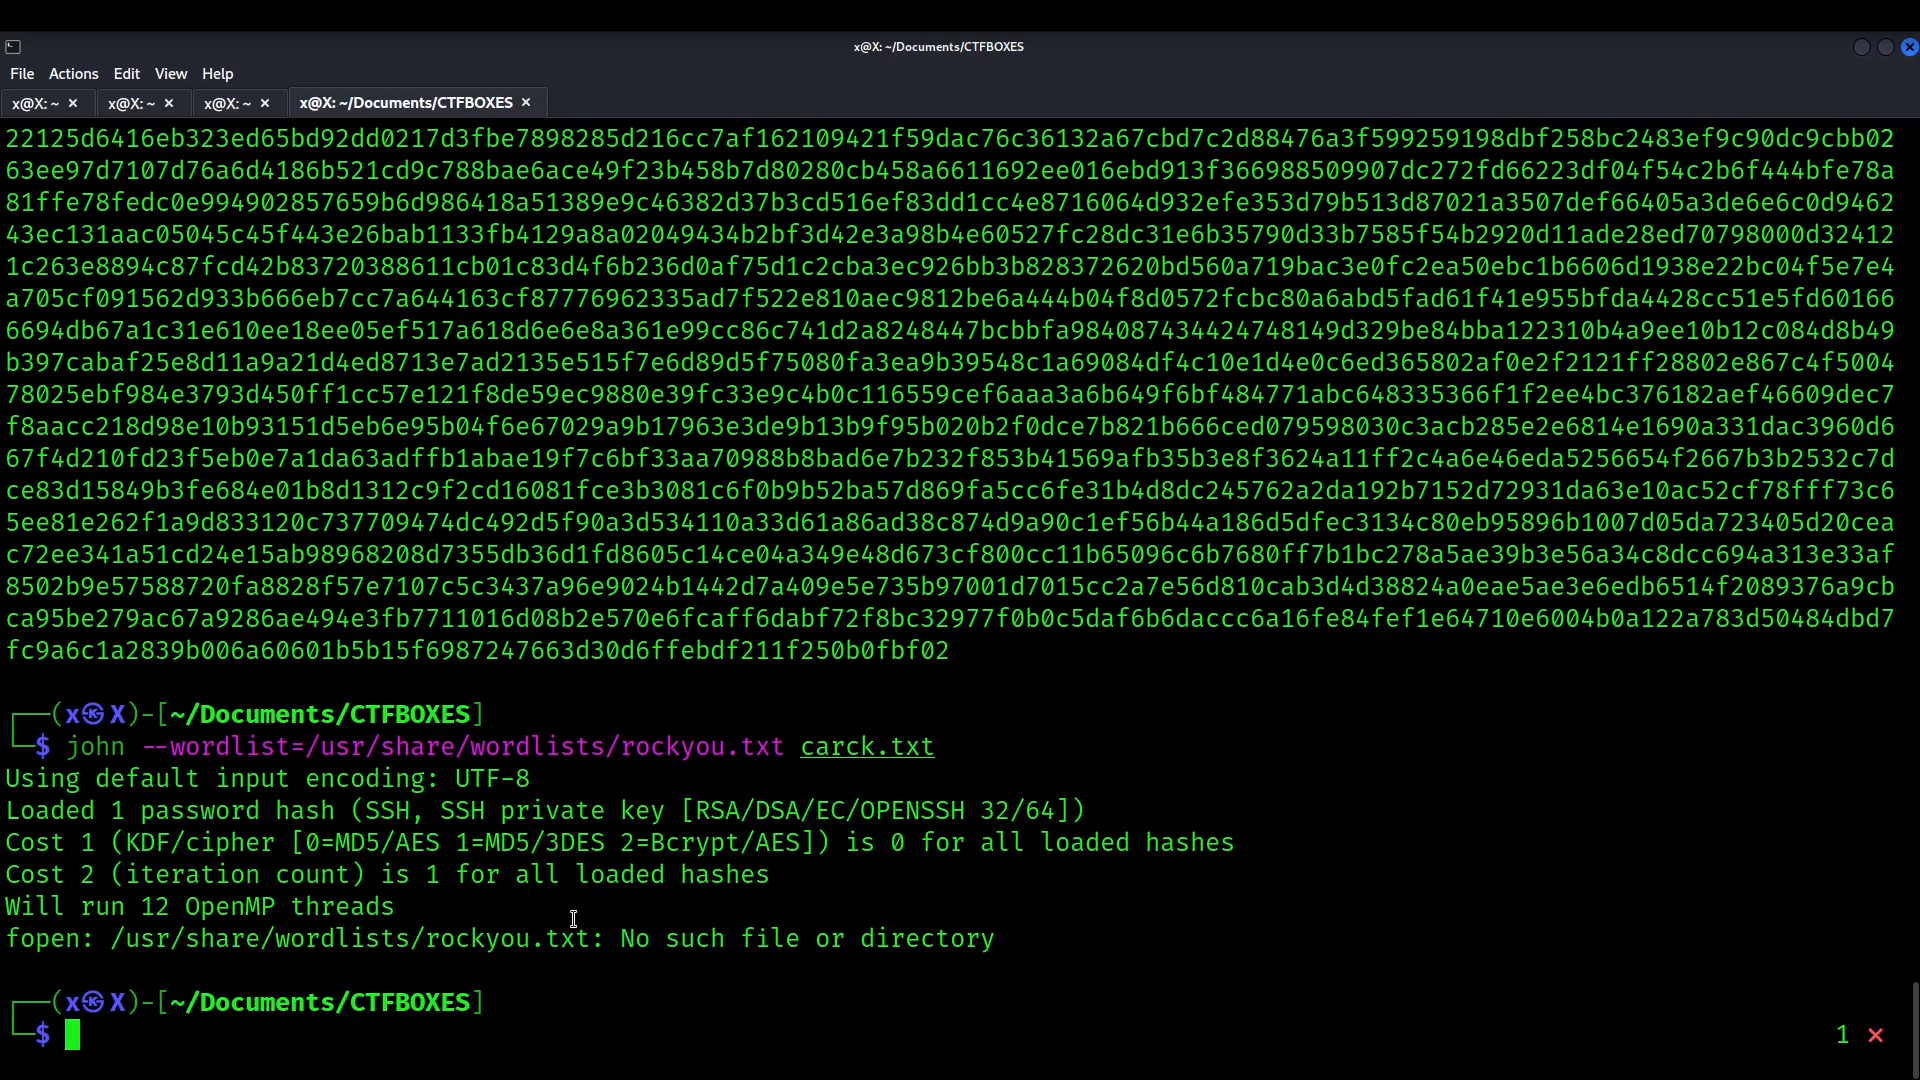 x@X: ~/Documents/CTFBOXES
File Actions Edit View Help
x@X: ~ × x@X: ~ × x@X: ~ × x@X: ~/Documents/CTFBOXES ×
22125d6416eb323ed65bd92dd0217d3fbe7898285d216cc7af162109421f59dac76c36132a67cbd7c2d88476a3f599259198dbf258bc2483ef9c90dc9cbb02
63ee97d7107d76a6d4186b521cd9c788bae6ace49f23b458b7d80280cb458a6611692ee016ebd913f366988509907dc272fd66223df04f54c2b6f444bfe78a
81ffe78fedc0e994902857659b6d986418a51389e9c46382d37b3cd516ef83dd1cc4e8716064d932efe353d79b513d87021a3507def66405a3de6e6c0d9462
43ec131aac05045c45f443e26bab1133fb4129a8a02049434b2bf3d42e3a98b4e60527fc28dc31e6b35790d33b7585f54b2920d11ade28ed70798000d32412
1c263e8894c87fcd42b83720388611cb01c83d4f6b236d0af75d1c2cba3ec926bb3b828372620bd560a719bac3e0fc2ea50ebc1b6606d1938e22bc04f5e7e4
a705cf091562d933b666eb7cc7a644163cf87776962335ad7f522e810aec9812be6a444b04f8d0572fcbc80a6abd5fad61f41e955bfda4428cc51e5fd60166
6694db67a1c31e610ee18ee05ef517a618d6e6e8a361e99cc86c741d2a8248447bcbbfa984087434424748149d329be84bba122310b4a9ee10b12c084d8b49
b397cabaf25e8d11a9a21d4ed8713e7ad2135e515f7e6d89d5f75080fa3ea9b39548c1a69084df4c10e1d4e0c6ed365802af0e2f2121ff28802e867c4f5004
78025ebf984e3793d450ff1cc57e121f8de59ec9880e39fc33e9c4b0c116559cef6aaa3a6b649f6bf484771abc648335366f1f2ee4bc376182aef46609dec7
f8aacc218d98e10b93151d5eb6e95b04f6e67029a9b17963e3de9b13b9f95b020b2f0dce7b821b666ced079598030c3acb285e2e6814e1690a331dac3960d6
67f4d210fd23f5eb0e7a1da63adffb1abae19f7c6bf33aa70988b8bad6e7b232f853b41569afb35b3e8f3624a11ff2c4a6e46eda5256654f2667b3b2532c7d
ce83d15849b3fe684e01b8d1312c9f2cd16081fce3b3081c6f0b9b52ba57d869fa5cc6fe31b4d8dc245762a2da192b7152d72931da63e10ac52cf78fff73c6
5ee81e262f1a9d833120c737709474dc492d5f90a3d534110a33d61a86ad38c874d9a90c1ef56b44a186d5dfec3134c80eb95896b1007d05da723405d20cea
c72ee341a51cd24e15ab98968208d7355db36d1fd8605c14ce04a349e48d673cf800cc11b65096c6b7680ff7b1bc278a5ae39b3e56a34c8dcc694a313e33af
8502b9e57588720fa8828f57e7107c5c3437a96e9024b1442d7a409e5e735b97001d7015cc2a7e56d810cab3d4d38824a0eae5ae3e6edb6514f2089376a9cb
ca95be279ac67a9286ae494e3fb7711016d08b2e570e6fcaff6dabf72f8bc32977f0b0c5daf6b6daccc6a16fe84fef1e64710e6004b0a122a783d50484dbd7
fc9a6c1a2839b006a60601b5b15f6987247663d30d6ffebdf211f250b0fbf02
┌──(x㉿X)-[~/Documents/CTFBOXES]
└─$ john --wordlist=/usr/share/wordlists/rockyou.txt carck.txt
Using default input encoding: UTF-8
Loaded 1 password hash (SSH, SSH private key [RSA/DSA/EC/OPENSSH 32/64])
Cost 1 (KDF/cipher [0=MD5/AES 1=MD5/3DES 2=Bcrypt/AES]) is 0 for all loaded hashes
Cost 2 (iteration count) is 1 for all loaded hashes
Will run 12 OpenMP threads
fopen: /usr/share/wordlists/rockyou.txt: No such file or directory
┌──(x㉿X)-[~/Documents/CTFBOXES]
└─$ 1 ×